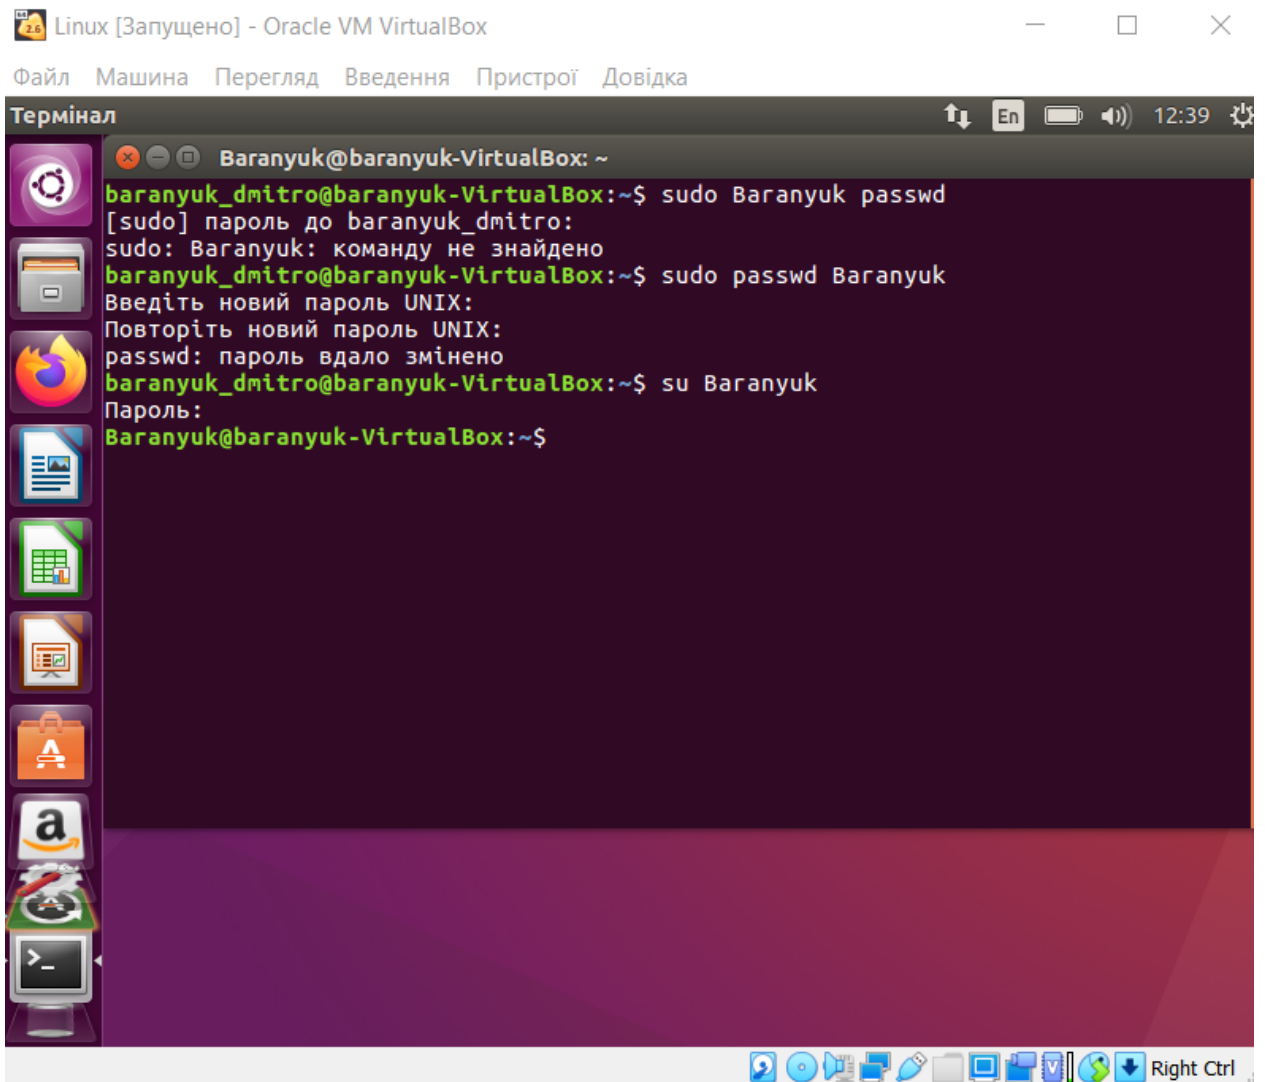 Linux [Запущено] - Oracle VM VirtualBox
Файл Машина Перегляд Введення Пристрої Довідка
Термінал En 12:39
Baranyuk@baranyuk-VirtualBox: ~
baranyuk_dmitro@baranyuk-VirtualBox:~$ sudo Baranyuk passwd
[sudo] пароль до baranyuk_dmitro:
sudo: Baranyuk: команду не знайдено
baranyuk_dmitro@baranyuk-VirtualBox:~$ sudo passwd Baranyuk
Введіть новий пароль UNIX:
Повторіть новий пароль UNIX:
passwd: пароль вдало змінено
baranyuk_dmitro@baranyuk-VirtualBox:~$ su Baranyuk
Пароль:
Baranyuk@baranyuk-VirtualBox:~$
Right Ctrl